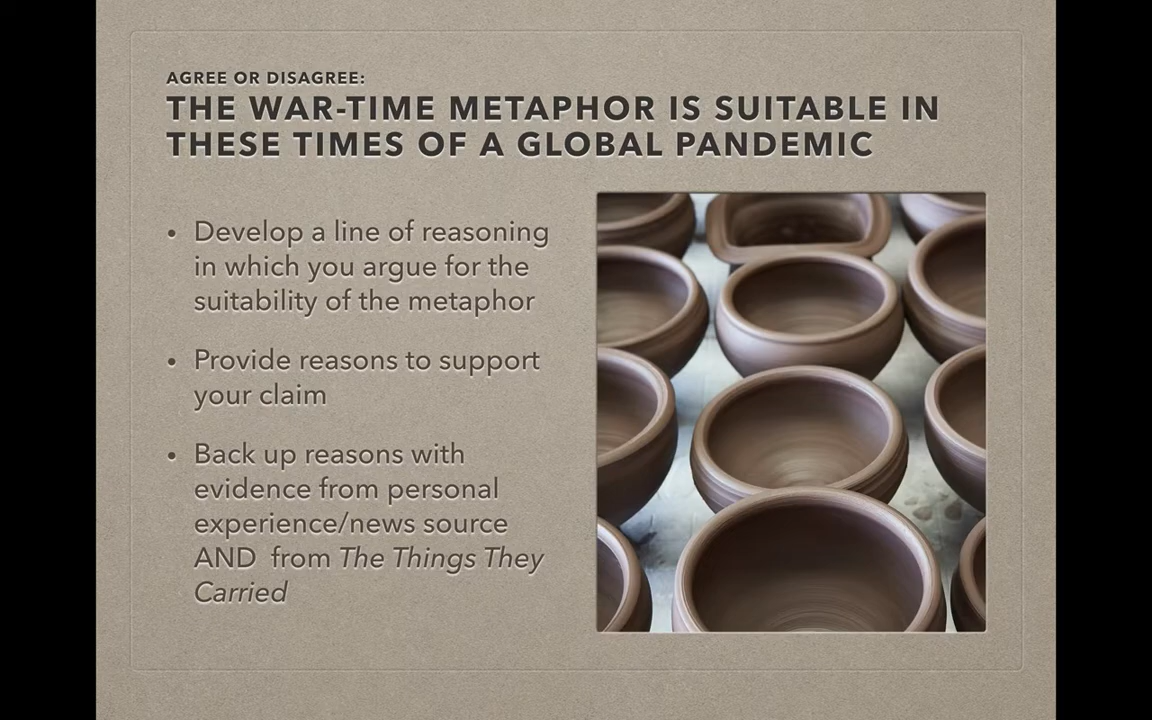 AGREE OR DISAGREE:
THE WAR-TIME METAPHOR IS SUITABLE IN
THESE TIMES OF A GLOBAL PANDEMIC
• Develop a line of reasoning
in which you argue for the
suitability of the metaphor
• Provide reasons to support
your claim
• Back up reasons with
evidence from personal
experience/news source
AND  from The Things They
Carried